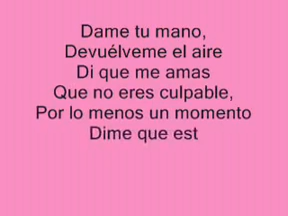 Dame tu mano,
Devuélveme el aire
Di que me amas
Que no eres culpable,
Por lo menos un momento
Dime que est